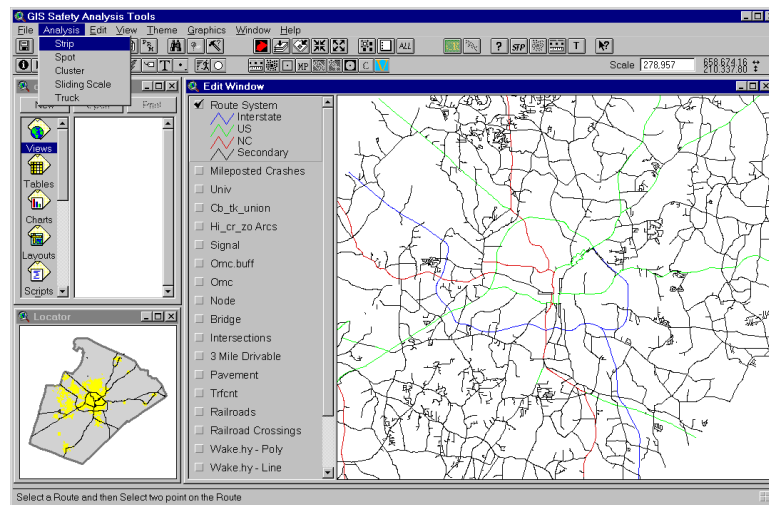 GIS Safety Analysis Tools
File Analysis Edit View Theme Graphics Window Help
Strip
Spot
Cluster
Sliding Scale
Truck
ALL
SIP
T
T
MP
C
Scale 278,957
658,674.16
210,337.80
Print
Views
Tables
Charts
Layouts
Scripts
Locator
Edit Window
Route System
Interstate
US
NC
Secondary
Mileposted Crashes
Univ
Cb_tk_union
Hi_cr_zo Arcs
Signal
Omc.buff
Omc
Node
Bridge
Intersections
3 Mile Drivable
Pavement
Trfcnt
Railroads
Railroad Crossings
Wake.hy - Poly
Wake.hy - Line
Select a Route and then Select two point on the Route